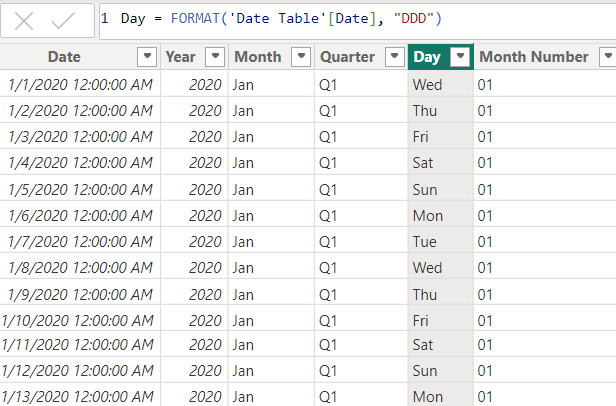 1 Day = FORMAT('Date Table'[Date], "DDD")
Date Year Month Quarter Day Month Number
1/1/2020 12:00:00 AM 2020 Jan Q1 Wed 01
1/2/2020 12:00:00 AM 2020 Jan Q1 Thu 01
1/3/2020 12:00:00 AM 2020 Jan Q1 Fri 01
1/4/2020 12:00:00 AM 2020 Jan Q1 Sat 01
1/5/2020 12:00:00 AM 2020 Jan Q1 Sun 01
1/6/2020 12:00:00 AM 2020 Jan Q1 Mon 01
1/7/2020 12:00:00 AM 2020 Jan Q1 Tue 01
1/8/2020 12:00:00 AM 2020 Jan Q1 Wed 01
1/9/2020 12:00:00 AM 2020 Jan Q1 Thu 01
1/10/2020 12:00:00 AM 2020 Jan Q1 Fri 01
1/11/2020 12:00:00 AM 2020 Jan Q1 Sat 01
1/12/2020 12:00:00 AM 2020 Jan Q1 Sun 01
1/13/2020 12:00:00 AM 2020 Jan Q1 Mon 01